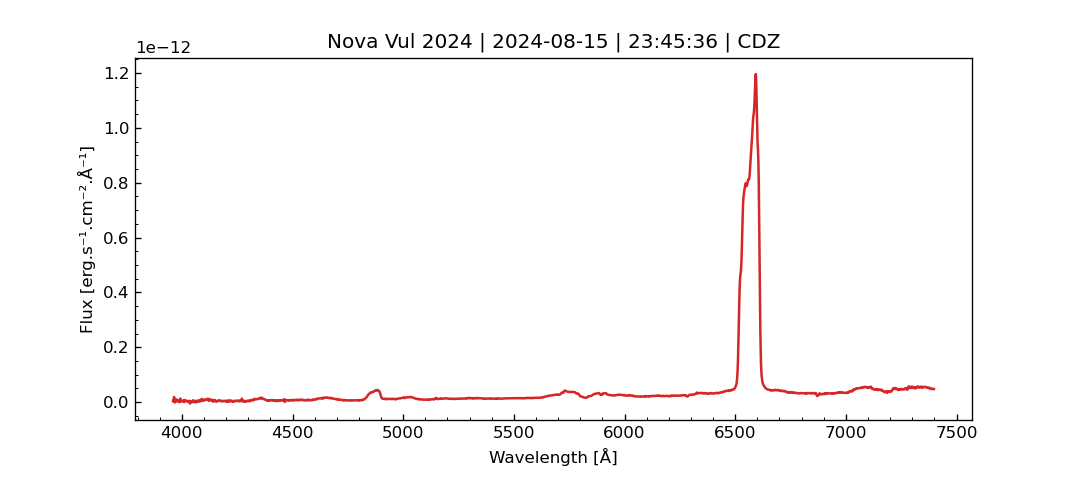 Nova Vul 2024 | 2024-08-15 | 23:45:36 | CDZ
1e−12
1.2
1.0
0.8
0.6
0.4
0.2
0.0
Flux [erg.s⁻¹.cm⁻².Å⁻¹]
4000 4500 5000 5500 6000 6500 7000 7500
Wavelength [Å]